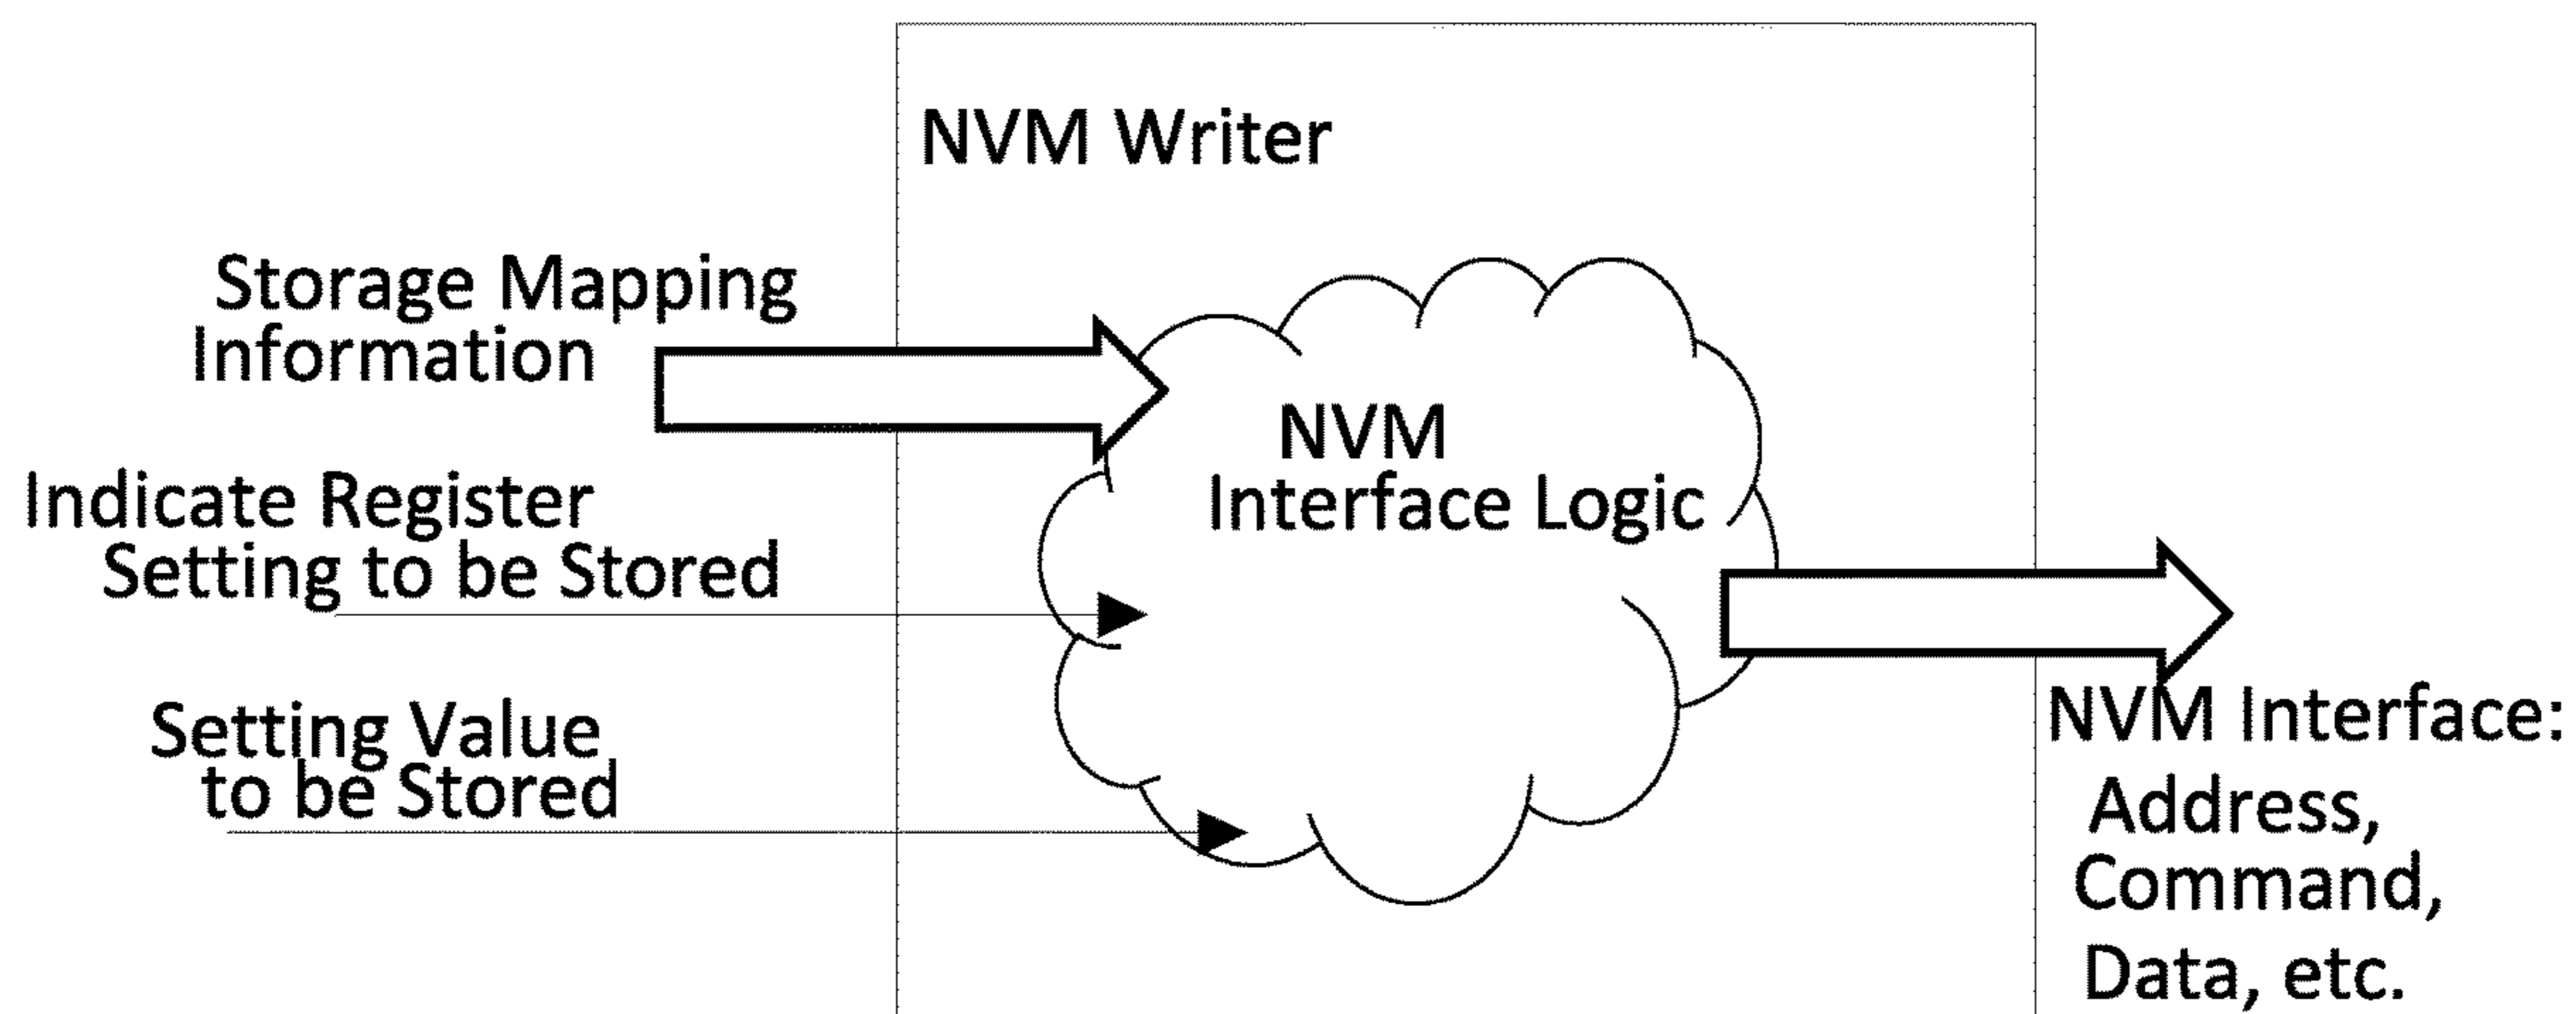 NVM Writer
Storage Mapping
Information
Indicate Register
Setting to be Stored
Setting Value
to be Stored
NVM
Interface Logic
NVM Interface:
Address,
Command,
Data, etc.